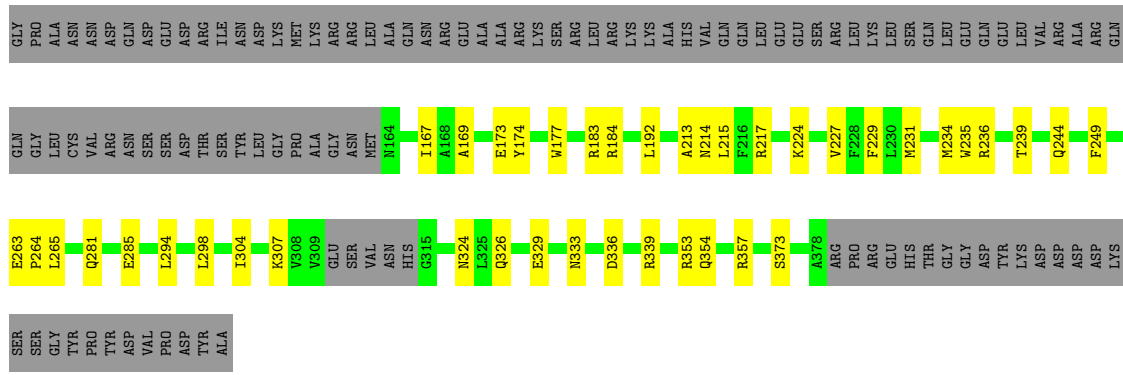 GLY PRO ALA ASN ASN ASP GLN ASP GLU ASP ARG ILE ASN ASP LYS MET LYS ARG ARG LEU ALA GLN ASN ARG GLU ALA ALA ARG LYS SER ARG LEU ARG LYS LYS ALA HIS VAL GLN GLN LEU GLU GLU SER ARG LEU LYS LEU SER GLN LEU GLU GLN GLU LEU VAL ARG ALA ARG GLN
GLN GLY LEU CYS VAL ARG ASN SER SER ASP THR SER TYR LEU GLY PRO ALA GLY ASN MET N164 I167 A168 A169 E173 Y174 W177 R183 R184 L192 A213 N214 L215 F216 R217 K224 V227 F228 F229 L230 M231 M234 W235 R236 T239 Q244 F249
E263 P264 L265 Q281 E285 L294 L298 I304 K307 V308 V309 GLU SER VAL ASN HIS G315 N324 L325 Q326 E329 N333 D336 R339 R353 Q354 R357 S373 A378 ARG PRO ARG GLU HIS THR GLY GLY ASP TYR LYS ASP ASP ASP ASP LYS
SER SER GLY TYR PRO TYR ASP VAL PRO ASP TYR ALA